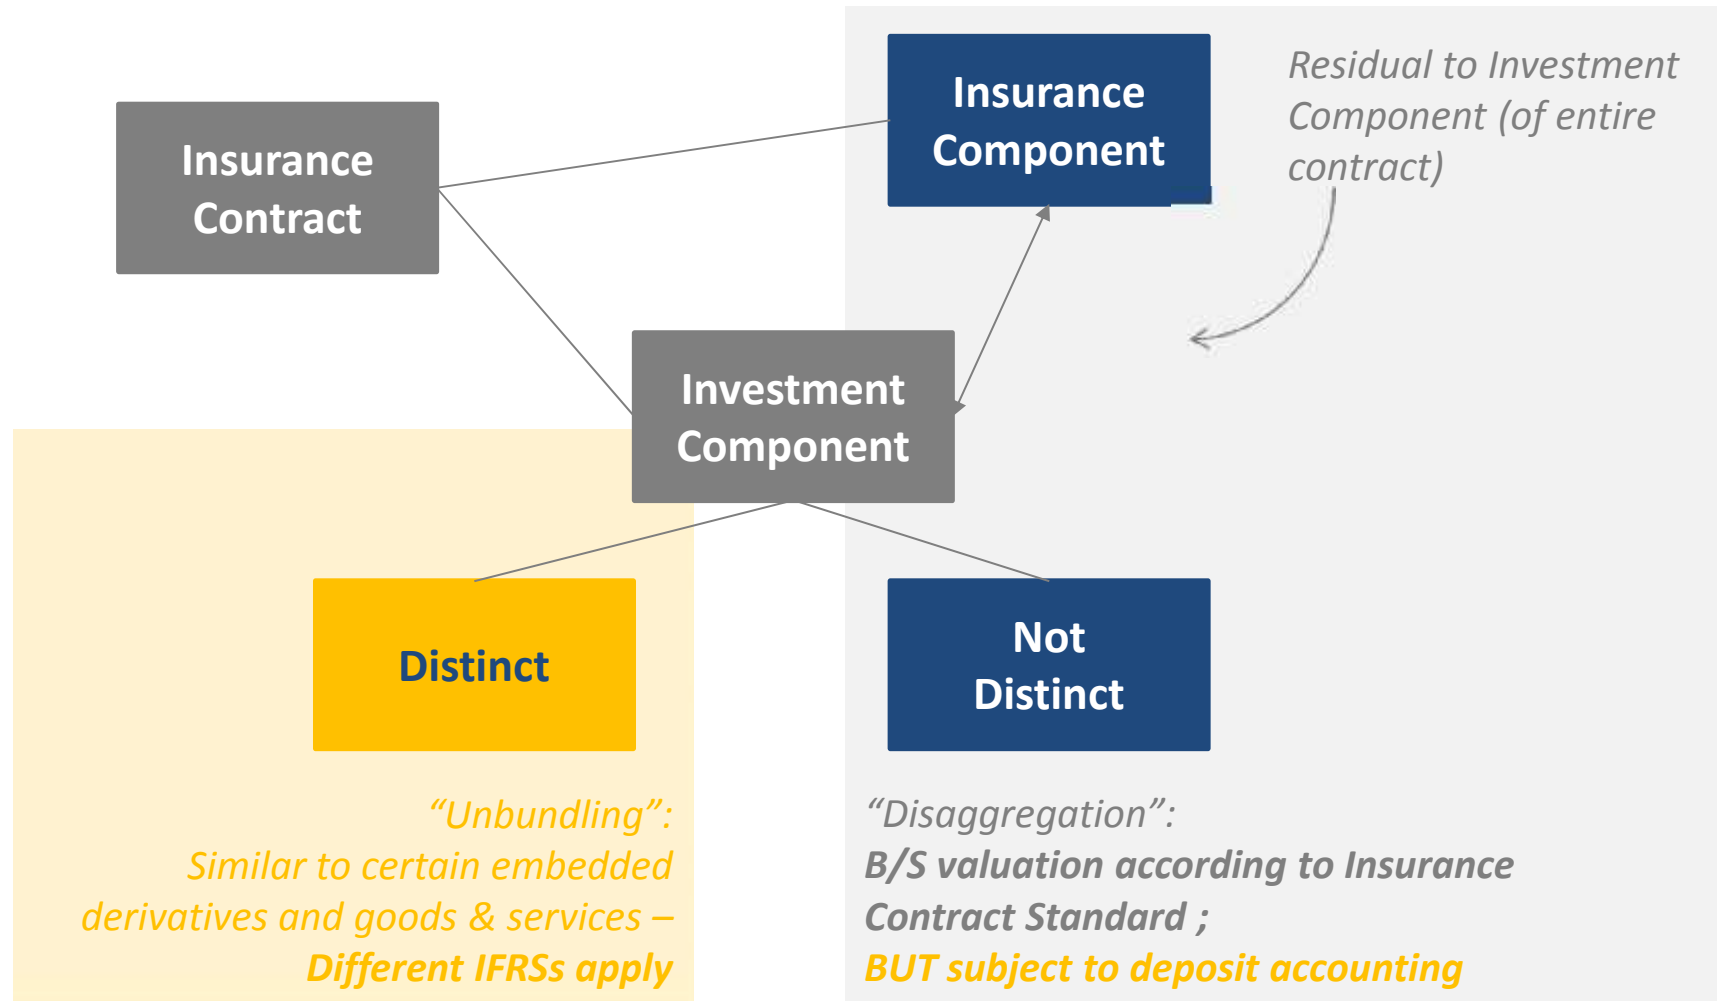 Insurance
Contract
Insurance
Component
Residual to Investment
Component (of entire
contract)
Investment
Component
Distinct
Not
Distinct
“Unbundling”:
Similar to certain embedded
derivatives and goods & services –
Different IFRSs apply
“Disaggregation”:
B/S valuation according to Insurance
Contract Standard ;
BUT subject to deposit accounting